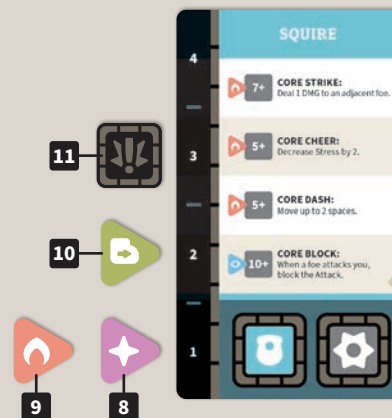 SQUIRE
4
7+ CORE STRIKE:
Deal 1 DMG to an adjacent foe.
5+ CORE CHEER:
Decrease Stress by 2.
3
5+ CORE DASH:
Move up to 2 spaces.
2
10+ CORE BLOCK:
When a foe attacks you,
block the Attack.
1
11
10
9
8